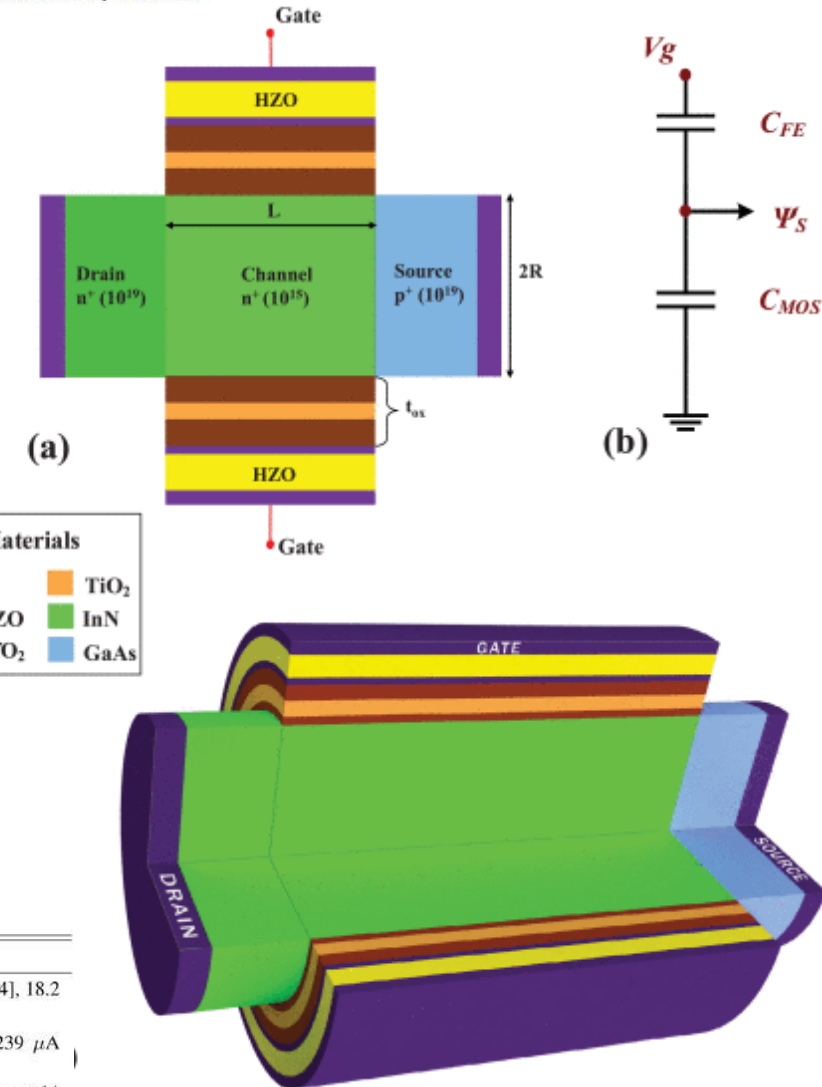 Gate
HZO
L
Drain
n⁺ (10¹⁹)
Channel
n⁺ (10¹⁵)
Source
p⁺ (10¹⁹)
2R
t_ox
(a)
HZO
Gate
Vg
C_FE
Ψ_S
C_MOS
(b)
Materials
TiO₂
ZO
InN
O₂
GaAs
GATE
DRAIN
SOURCE
4], 18.2
239 μA